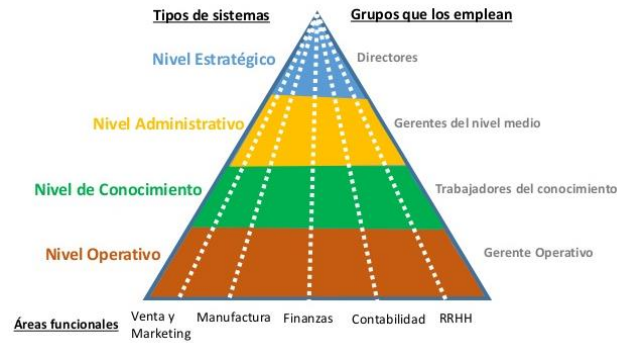 Tipos de sistemas
Grupos que los emplean
Nivel Estratégico
Directores
Nivel Administrativo
Gerentes del nivel medio
Nivel de Conocimiento
Trabajadores del conocimiento
Nivel Operativo
Gerente Operativo
Áreas funcionales
Venta y
Marketing
Manufactura
Finanzas
Contabilidad
RRHH